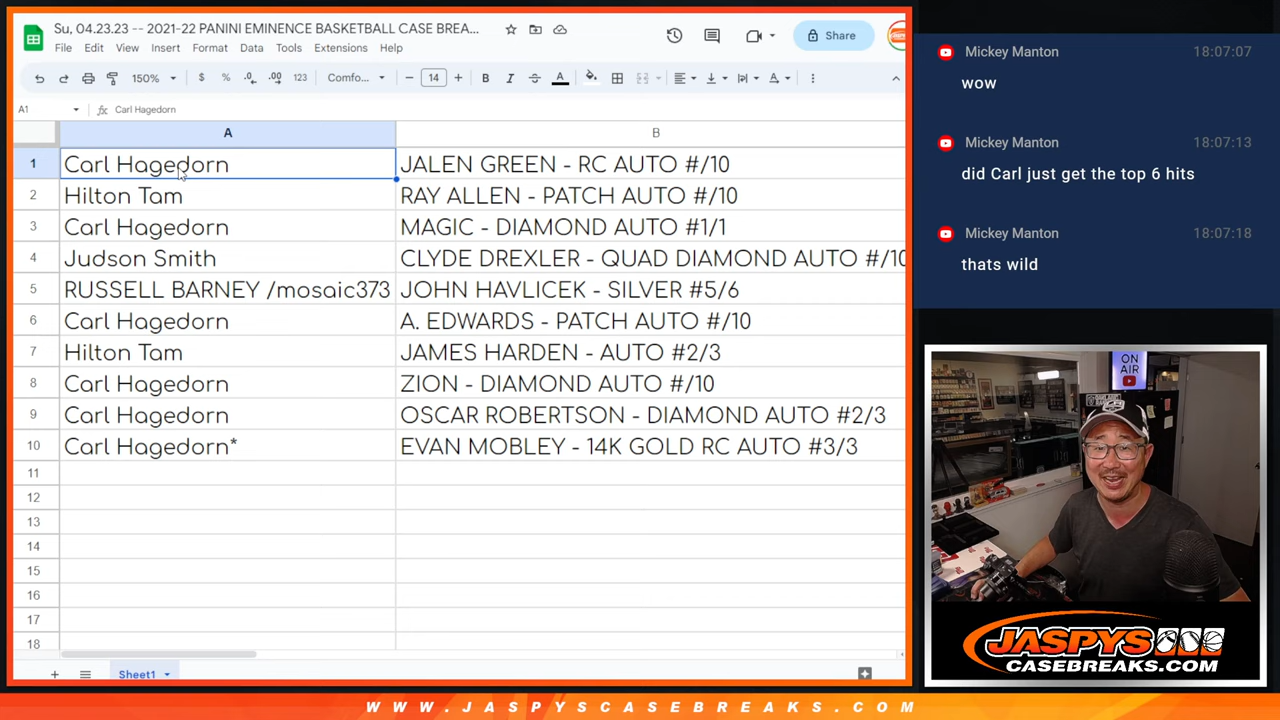 Su, 04.23.23 -- 2021-22 PANINI EMINENCE BASKETBALL CASE BREA...
File Edit View Insert Format Data Tools Extensions Help
Share
150% $ % .0 .00 123 Comfo... − 14 + B I S A
A1 fx Carl Hagedorn
A B
1 Carl Hagedorn JALEN GREEN - RC AUTO #/10
2 Hilton Tam RAY ALLEN - PATCH AUTO #/10
3 Carl Hagedorn MAGIC - DIAMOND AUTO #1/1
4 Judson Smith CLYDE DREXLER - QUAD DIAMOND AUTO #/10
5 RUSSELL BARNEY /mosaic373 JOHN HAVLICEK - SILVER #5/6
6 Carl Hagedorn A. EDWARDS - PATCH AUTO #/10
7 Hilton Tam JAMES HARDEN - AUTO #2/3
8 Carl Hagedorn ZION - DIAMOND AUTO #/10
9 Carl Hagedorn OSCAR ROBERTSON - DIAMOND AUTO #2/3
10 Carl Hagedorn* EVAN MOBLEY - 14K GOLD RC AUTO #3/3
11
12
13
14
15
16
17
18
Sheet1
Mickey Manton 18:07:07
wow
Mickey Manton 18:07:13
did Carl just get the top 6 hits
Mickey Manton 18:07:18
thats wild
ON
AIR
JASPYS
CASEBREAKS.COM
WWW.JASPYSCASEBREAKS.COM